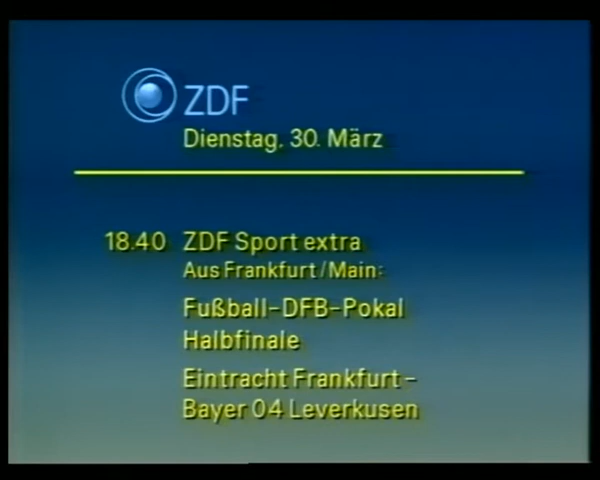 ZDF
Dienstag, 30. März
18.40 ZDF Sport extra
Aus Frankfurt/Main:
Fußball-DFB-Pokal
Halbfinale
Eintracht Frankfurt -
Bayer 04 Leverkusen